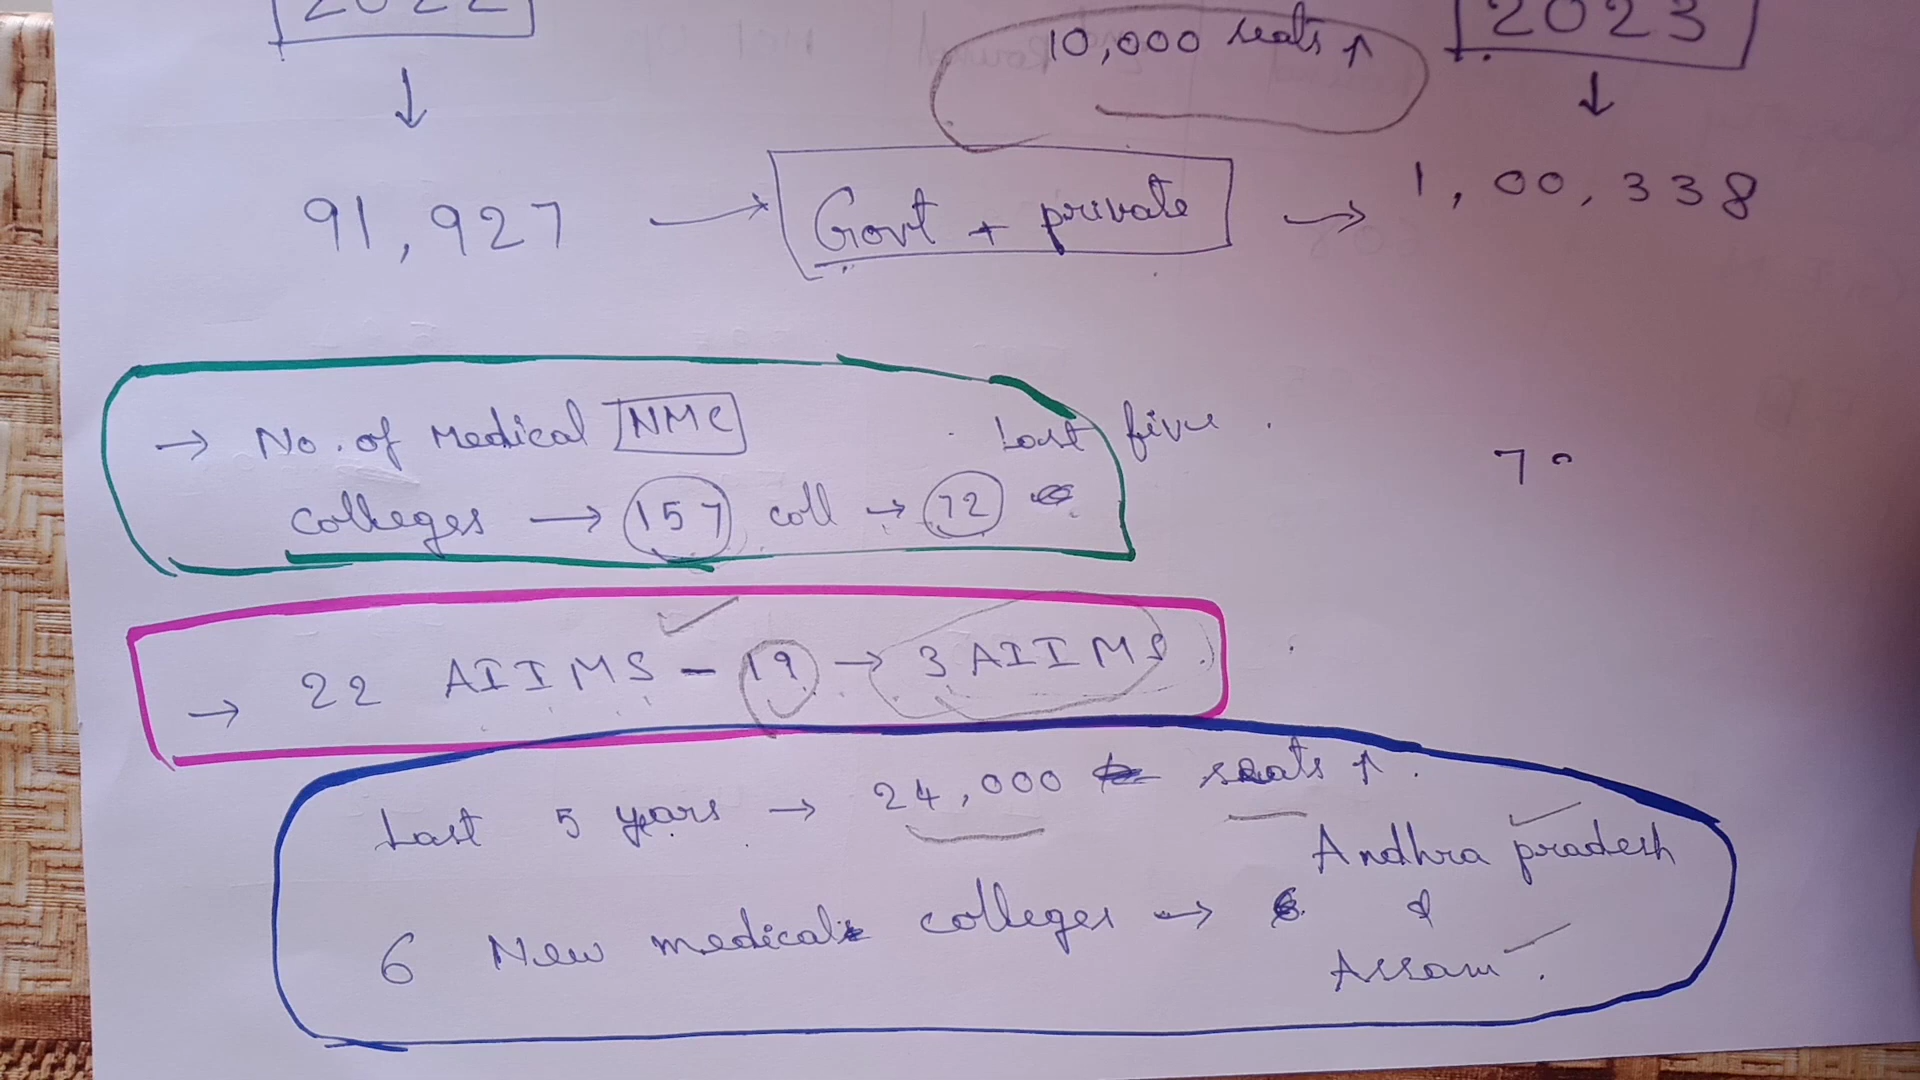 2022
10,000 seats ↑
2023
↓
↓
91,927 → Govt + private → 1,00,338
→ No. of Medical NMC Last five
70
colleges → 157 coll → 72
→ 22 AIIMS - 19 → 3 AIIMS
Last 5 years → 24,000 seats ↑
Andhra pradesh
6 New medical colleges → &
Assam